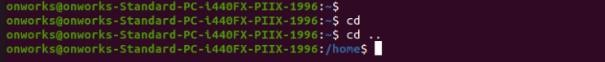 onworks@onworks-Standard-PC-i440FX-PIIX-1996:~$
onworks@onworks-Standard-PC-i440FX-PIIX-1996:~$ cd
onworks@onworks-Standard-PC-i440FX-PIIX-1996:~$ cd ..
onworks@onworks-Standard-PC-i440FX-PIIX-1996:/home$